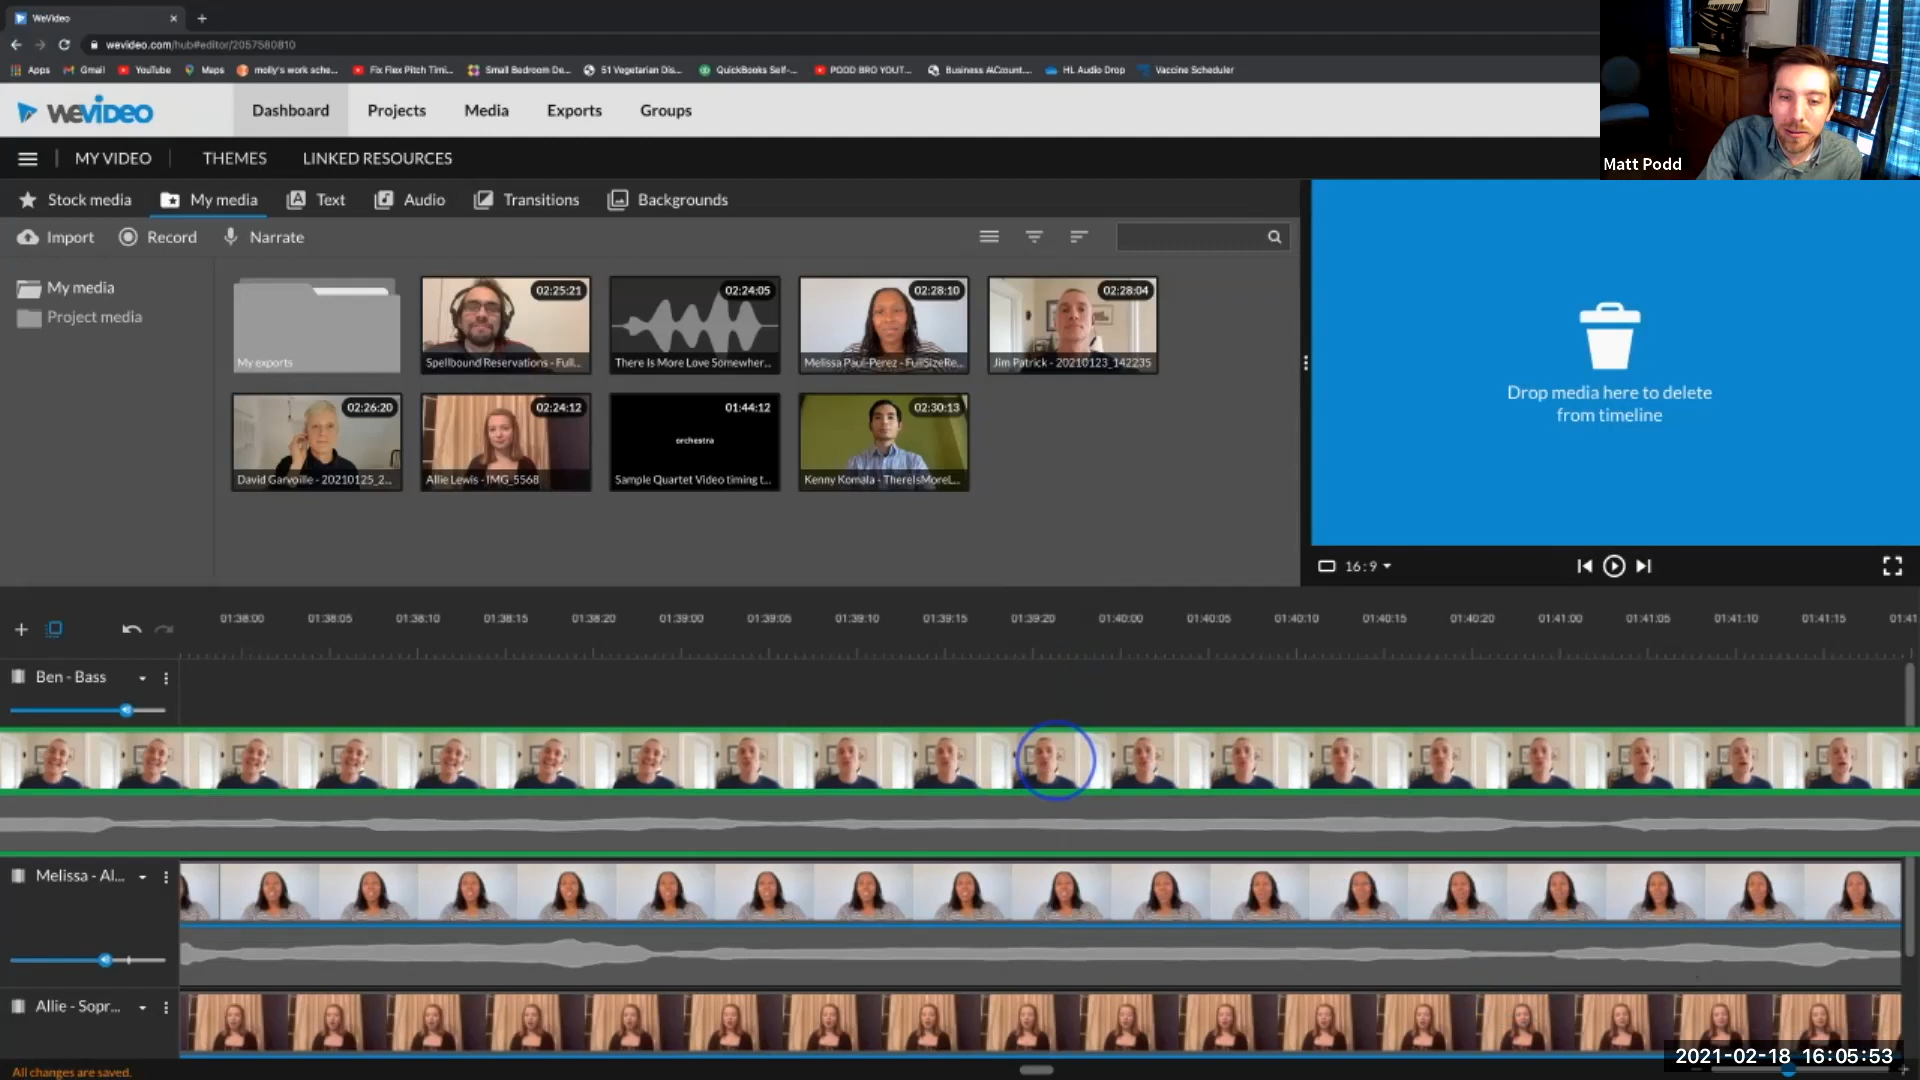 WeVideo
wevideo.com/hub#editor/2057580810
Apps Gmail YouTube Maps molly's work sche... Fix Flex Pitch Timi... Small Bedroom De... 51 Vegetarian Dis... QuickBooks Self-... PODD BRO YOUT... Business ACcount... HL Audio Drop Vaccine Scheduler
WEVIDEO Dashboard Projects Media Exports Groups
MY VIDEO THEMES LINKED RESOURCES
Matt Podd
Stock media My media Text Audio Transitions Backgrounds
Import Record Narrate
My media
Project media
02:25:21 02:24:05 02:28:10 02:28:04
My exports Spellbound Reservations - Full... There Is More Love Somewher... Melissa Paul-Perez - FullSizeRe... Jim Patrick - 20210123_142235
02:26:20 02:24:12 01:44:12 02:30:13
orchestra
David Garvoille - 20210125_2... Allie Lewis - IMG_5568 Sample Quartet Video timing t... Kenny Komala - ThereIsMoreL...
Drop media here to delete
from timeline
16:9
01:38:00 01:38:05 01:38:10 01:38:15 01:38:20 01:39:00 01:39:05 01:39:10 01:39:15 01:39:20 01:40:00 01:40:05 01:40:10 01:40:15 01:40:20 01:41:00 01:41:05 01:41:10 01:41:15 01:41
Ben - Bass
Melissa - Al...
Allie - Sopr...
2021-02-18 16:05:53
All changes are saved.